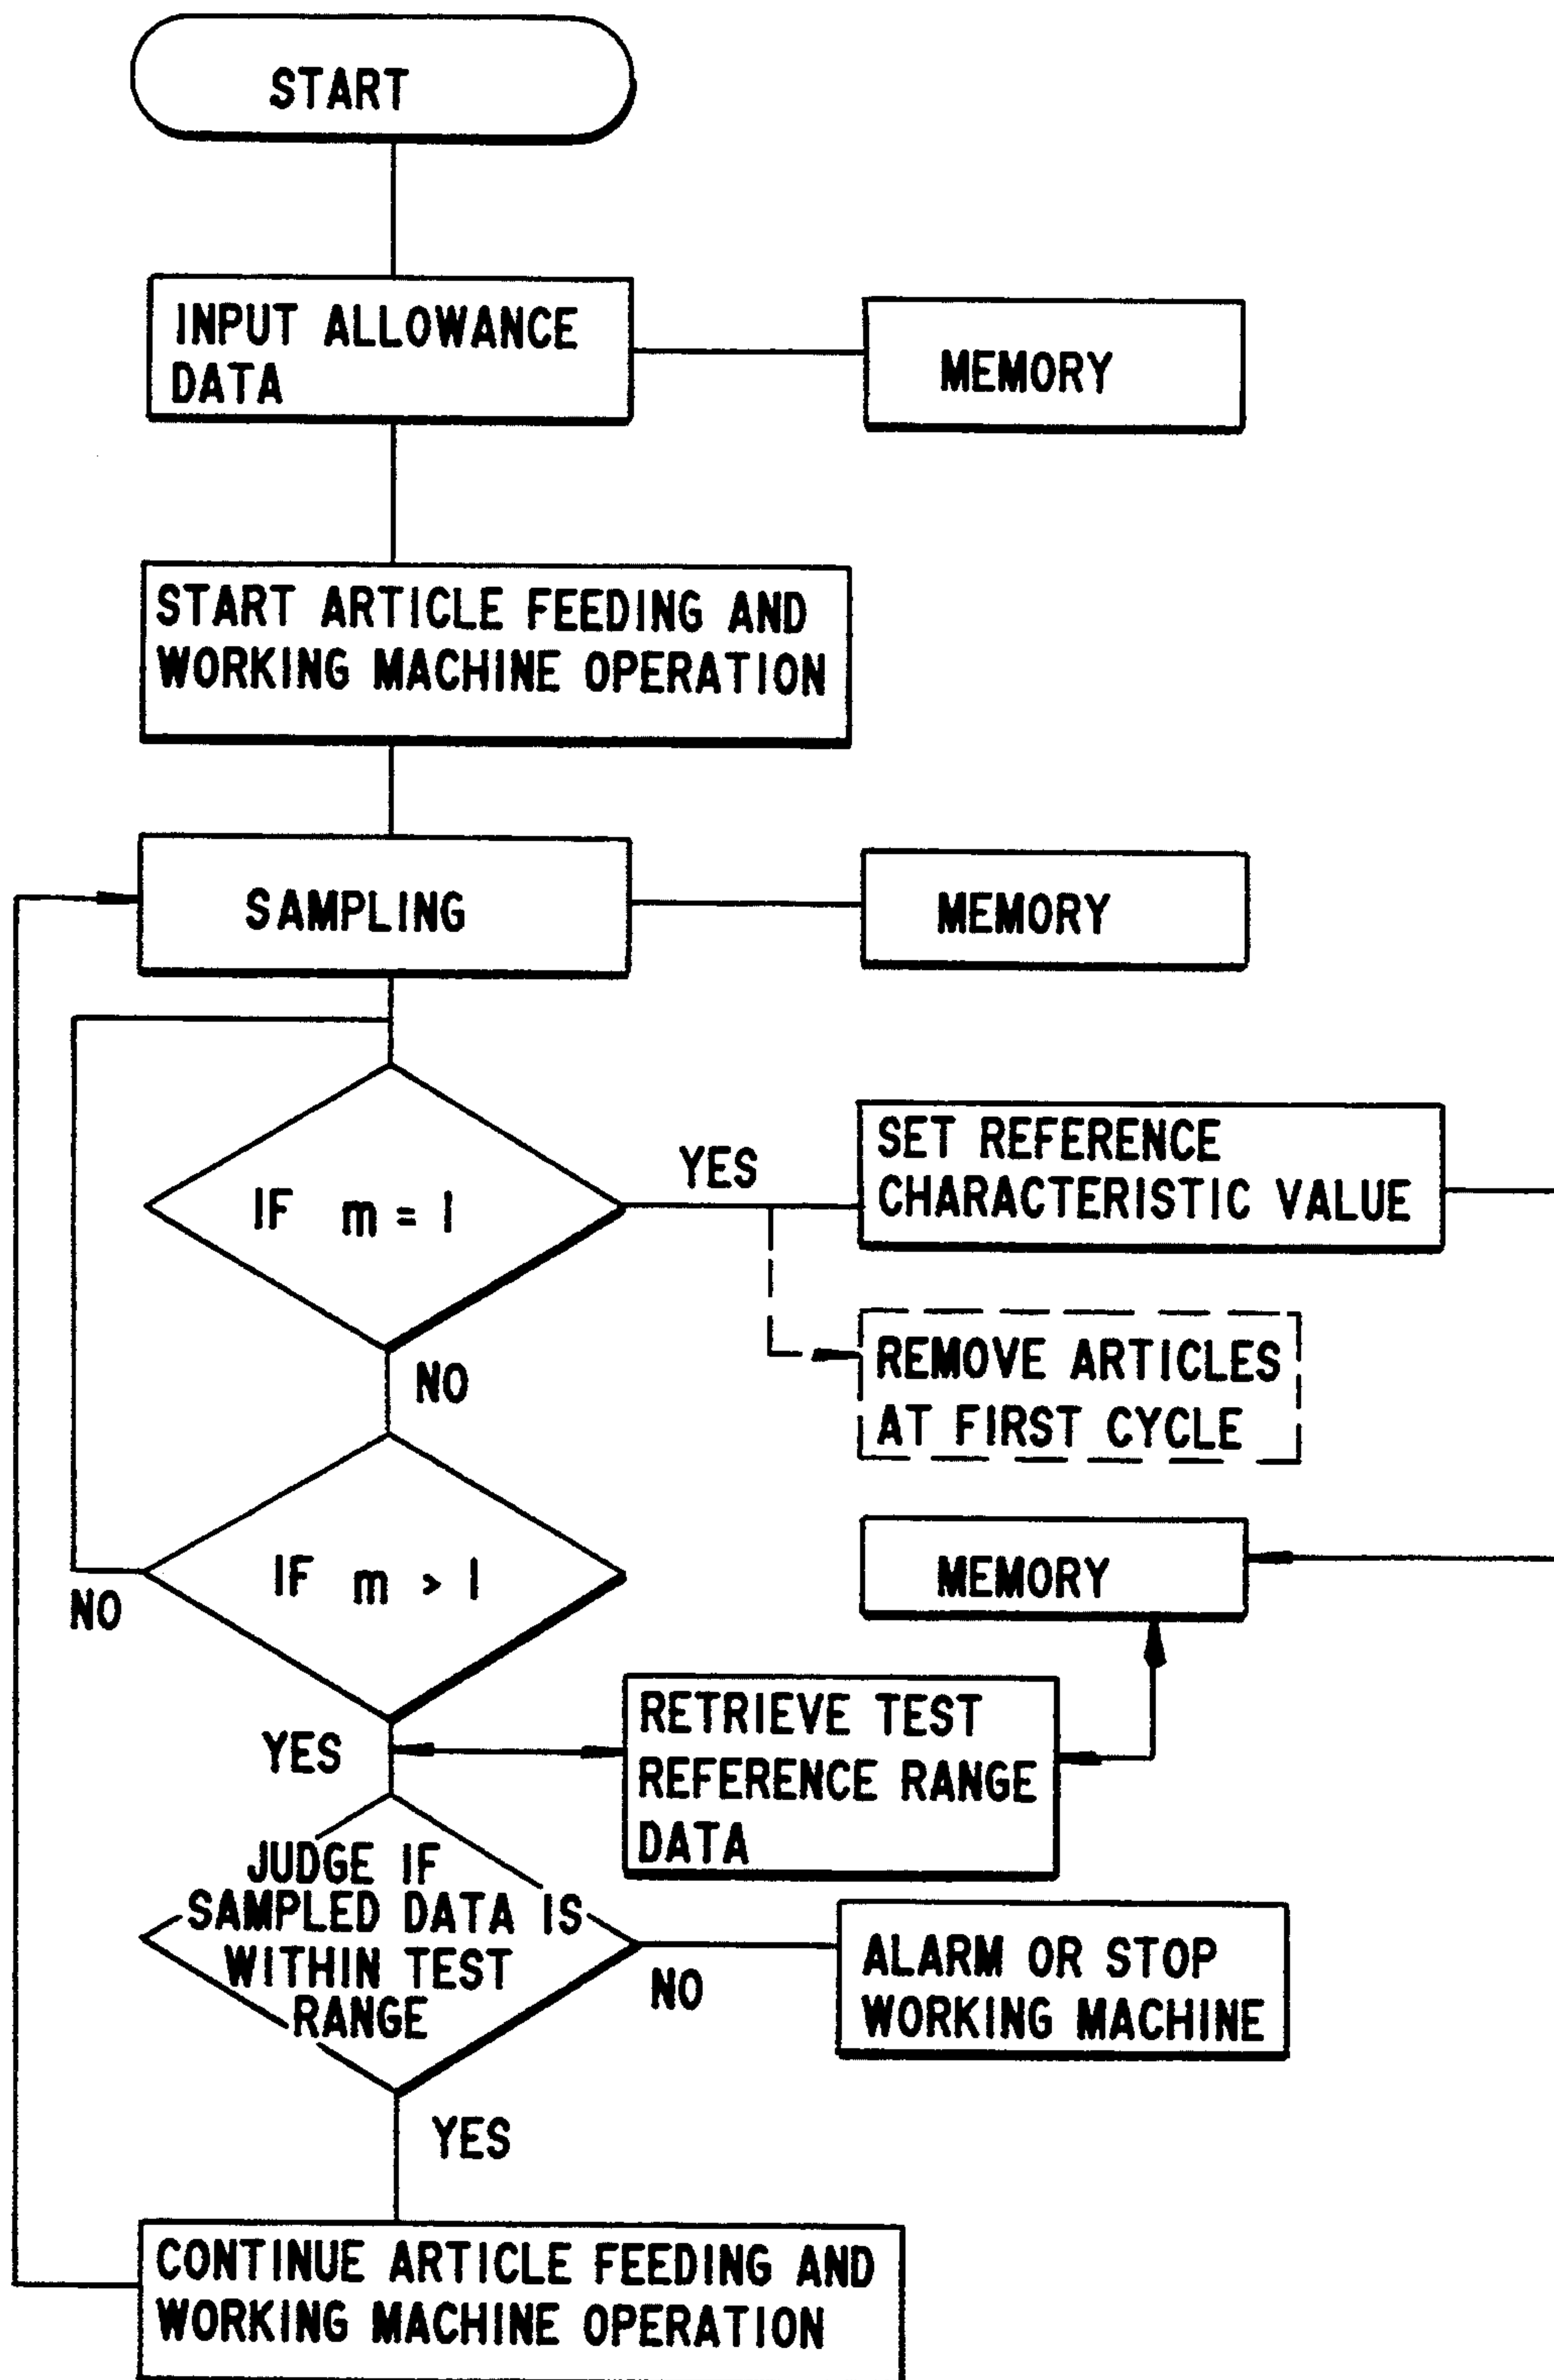 START
INPUT ALLOWANCE
DATA
MEMORY
START ARTICLE FEEDING AND
WORKING MACHINE OPERATION
SAMPLING
MEMORY
IF m = 1
YES
SET REFERENCE
CHARACTERISTIC VALUE
REMOVE ARTICLES
AT FIRST CYCLE
NO
IF m > 1
NO
MEMORY
YES
RETRIEVE TEST
REFERENCE RANGE
DATA
JUDGE IF
SAMPLED DATA IS
WITHIN TEST
RANGE
NO
ALARM OR STOP
WORKING MACHINE
YES
CONTINUE ARTICLE FEEDING AND
WORKING MACHINE OPERATION